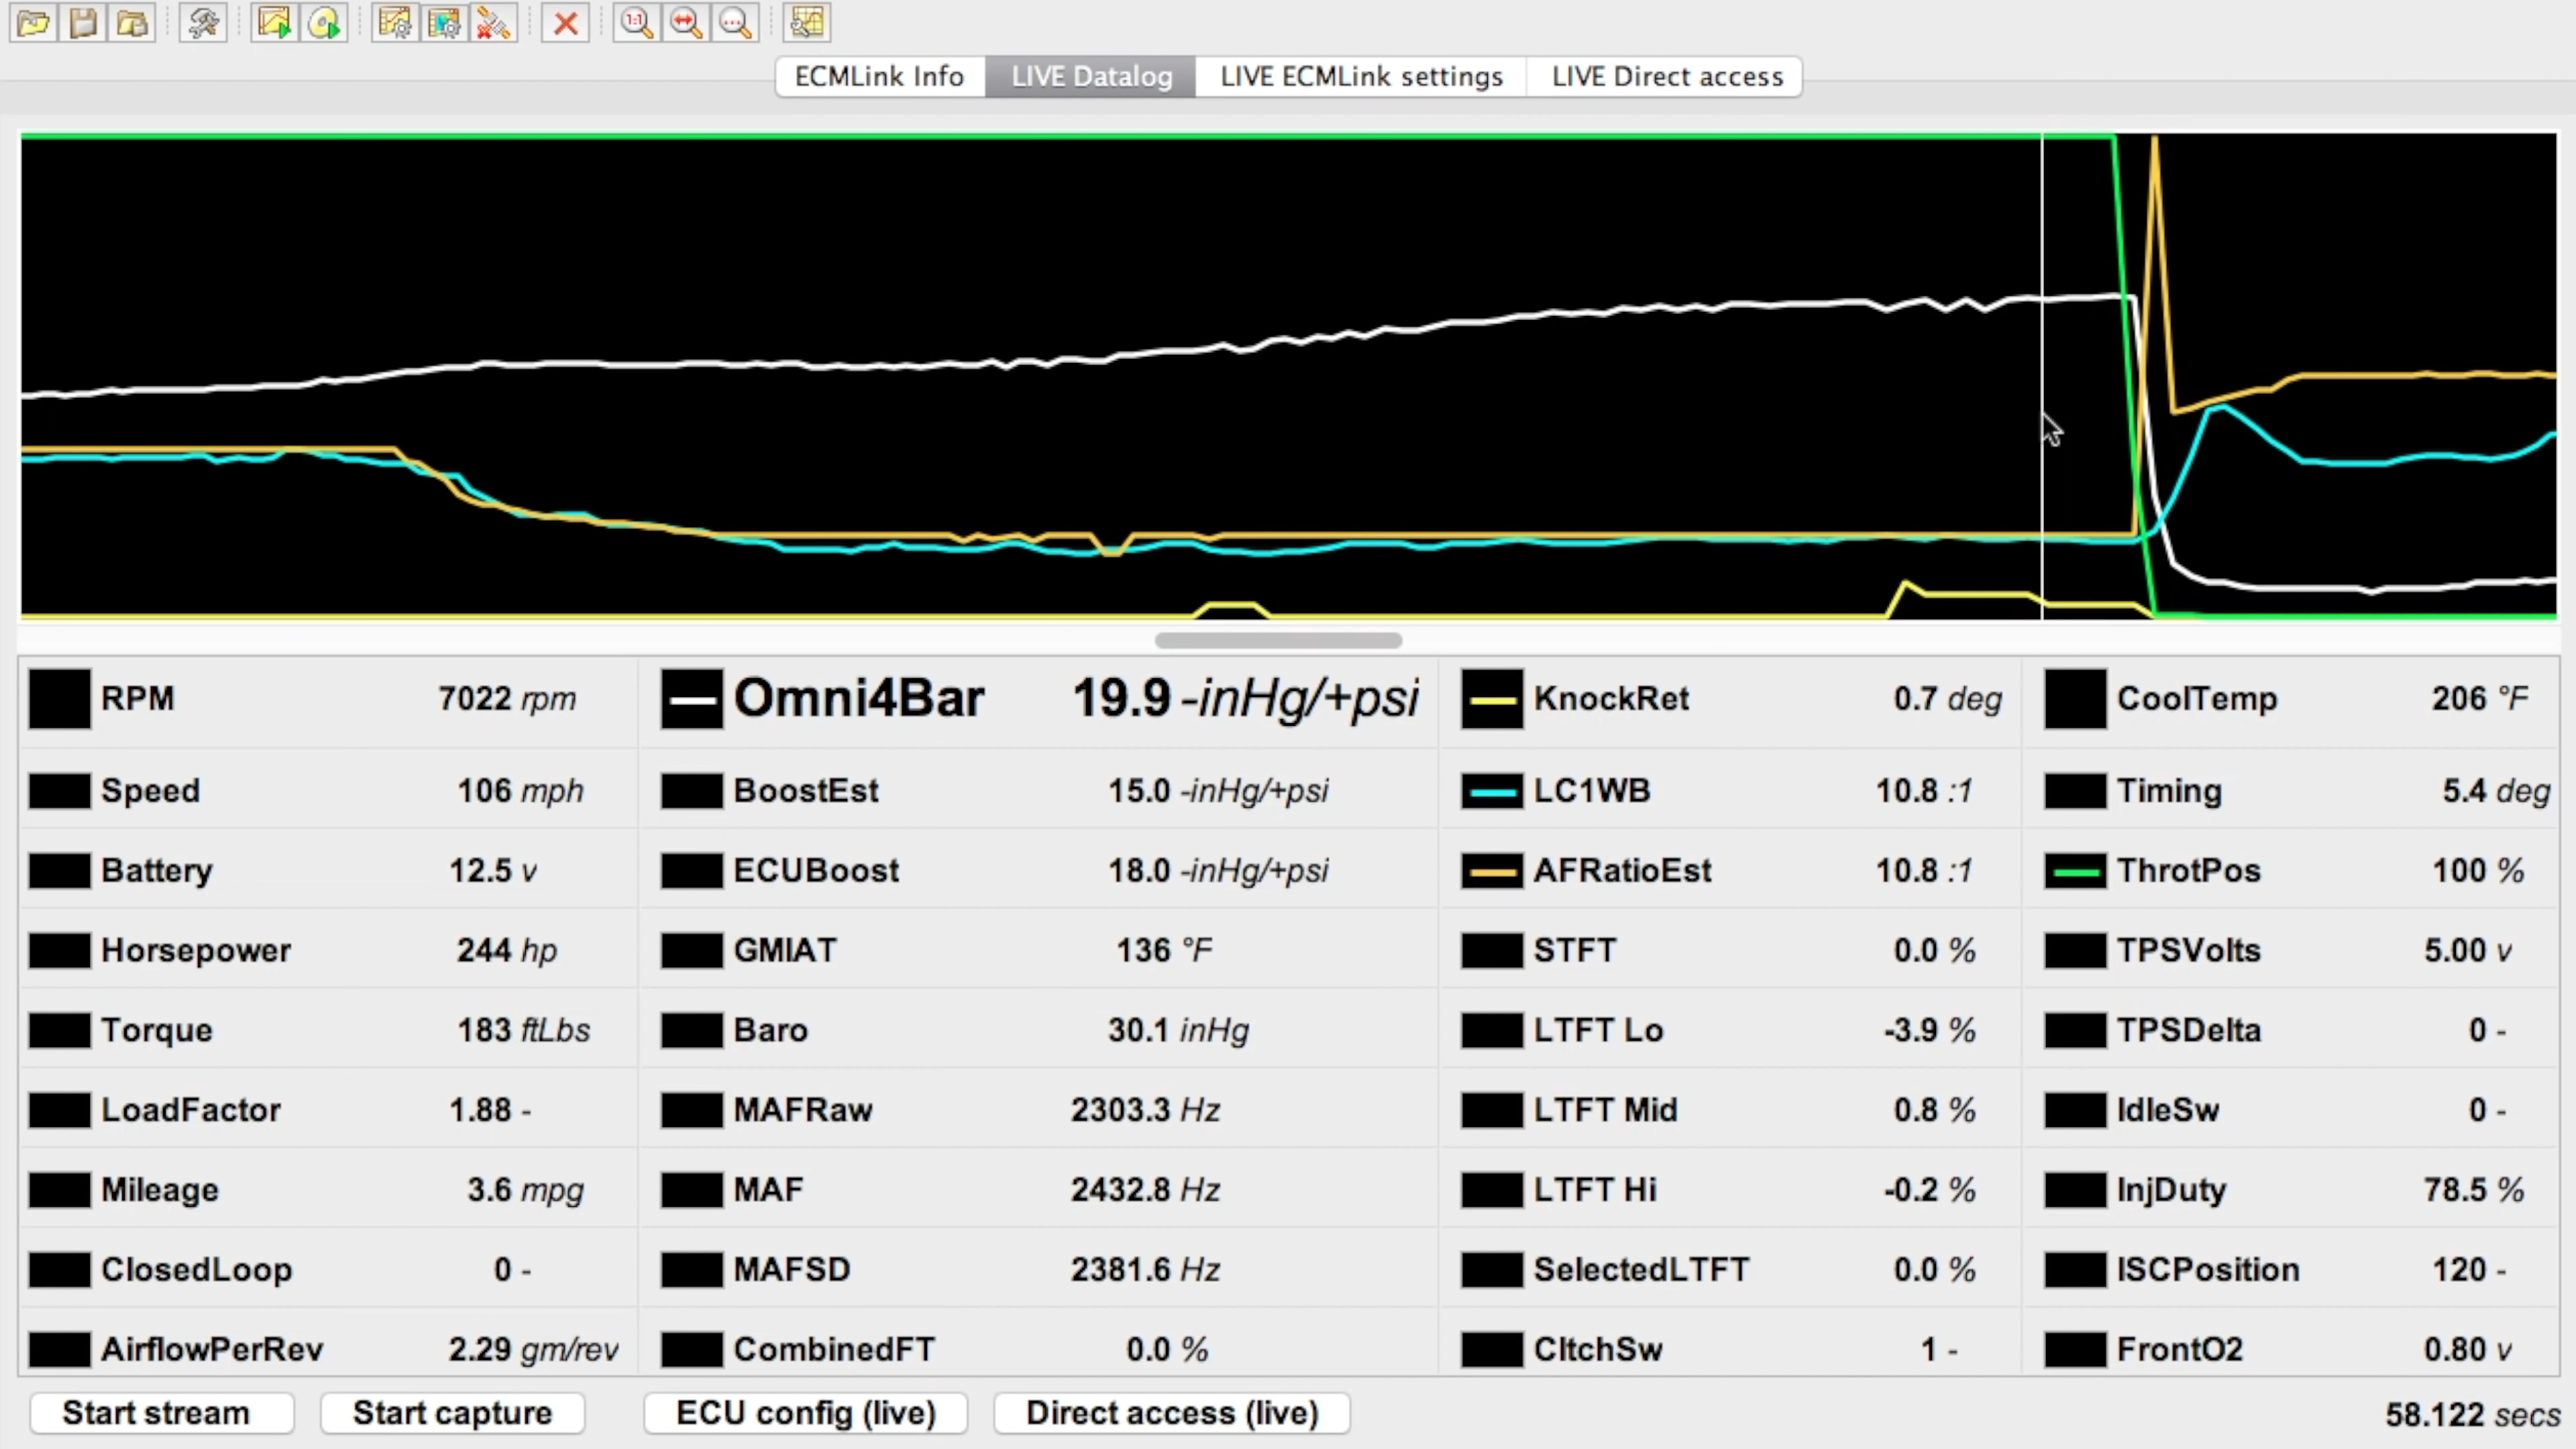 1:1
ECMLink Info LIVE Datalog LIVE ECMLink settings LIVE Direct access
RPM 7022 rpm Omni4Bar 19.9 -inHg/+psi KnockRet 0.7 deg CoolTemp 206 °F
Speed 106 mph BoostEst 15.0 -inHg/+psi LC1WB 10.8 :1 Timing 5.4 deg
Battery 12.5 v ECUBoost 18.0 -inHg/+psi AFRatioEst 10.8 :1 ThrotPos 100 %
Horsepower 244 hp GMIAT 136 °F STFT 0.0 % TPSVolts 5.00 v
Torque 183 ftLbs Baro 30.1 inHg LTFT Lo -3.9 % TPSDelta 0 -
LoadFactor 1.88 - MAFRaw 2303.3 Hz LTFT Mid 0.8 % IdleSw 0 -
Mileage 3.6 mpg MAF 2432.8 Hz LTFT Hi -0.2 % InjDuty 78.5 %
ClosedLoop 0 - MAFSD 2381.6 Hz SelectedLTFT 0.0 % ISCPosition 120 -
AirflowPerRev 2.29 gm/rev CombinedFT 0.0 % CltchSw 1 - FrontO2 0.80 v
Start stream Start capture ECU config (live) Direct access (live) 58.122 secs